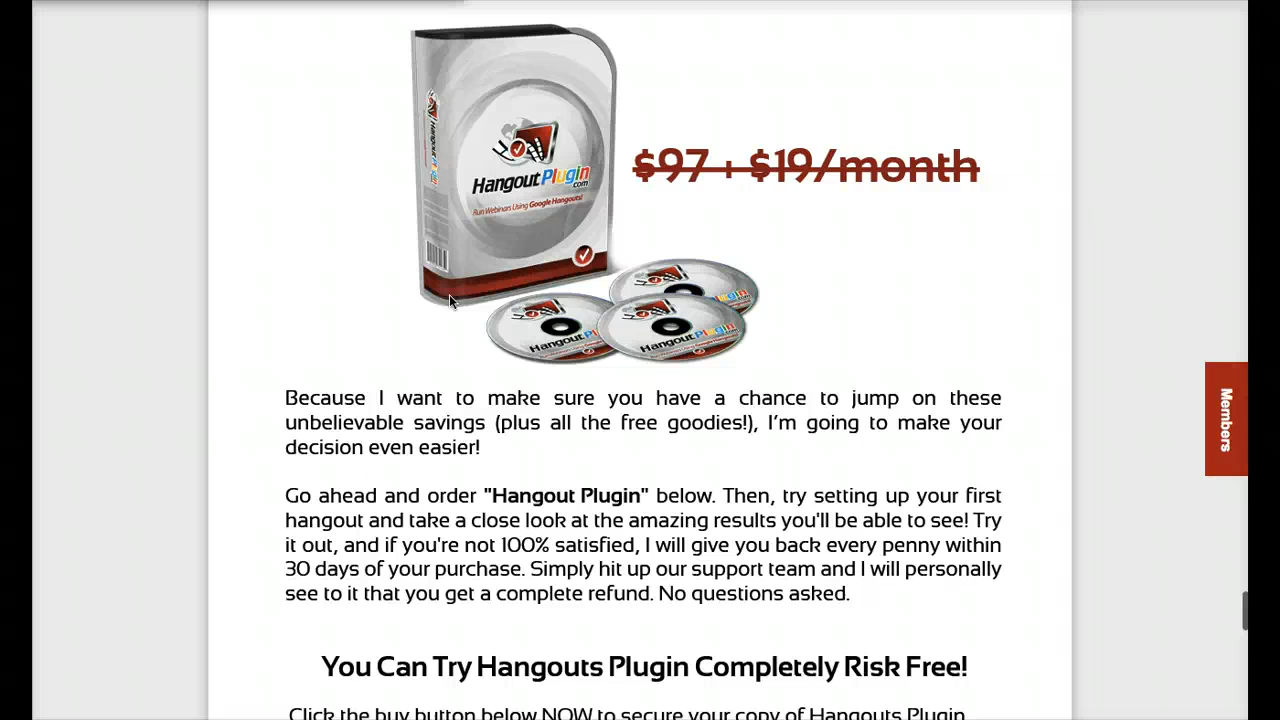 HangoutPlugin
.com
Run Webinars Using Google Hangouts!
$97 + $19/month
HangoutPlugin
Because I want to make sure you have a chance to jump on these
unbelievable savings (plus all the free goodies!), I'm going to make your
decision even easier!
Go ahead and order "Hangout Plugin" below. Then, try setting up your first
hangout and take a close look at the amazing results you'll be able to see! Try
it out, and if you're not 100% satisfied, I will give you back every penny within
30 days of your purchase. Simply hit up our support team and I will personally
see to it that you get a complete refund. No questions asked.
Members
You Can Try Hangouts Plugin Completely Risk Free!
Click the buy button below NOW to secure your copy of Hangouts Plugin